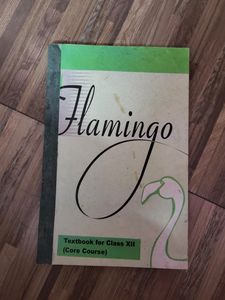 Flamingo
Textbook for Class XII
(Core Course)